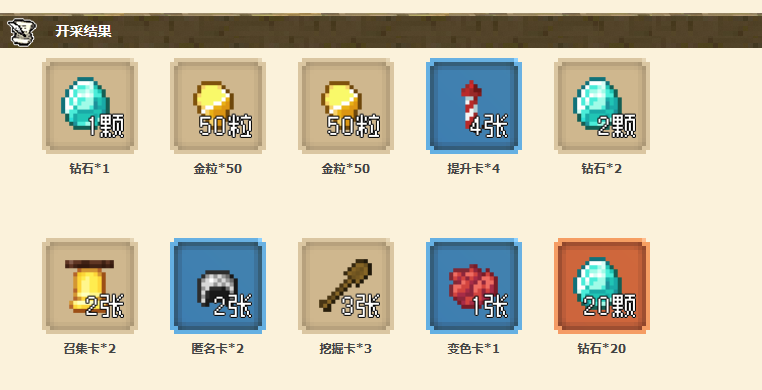 开采结果
1颗
50粒
50粒
4张
2颗
钻石*1
金粒*50
金粒*50
提升卡*4
钻石*2
2张
2张
3张
1张
20颗
召集卡*2
匿名卡*2
挖掘卡*3
变色卡*1
钻石*20